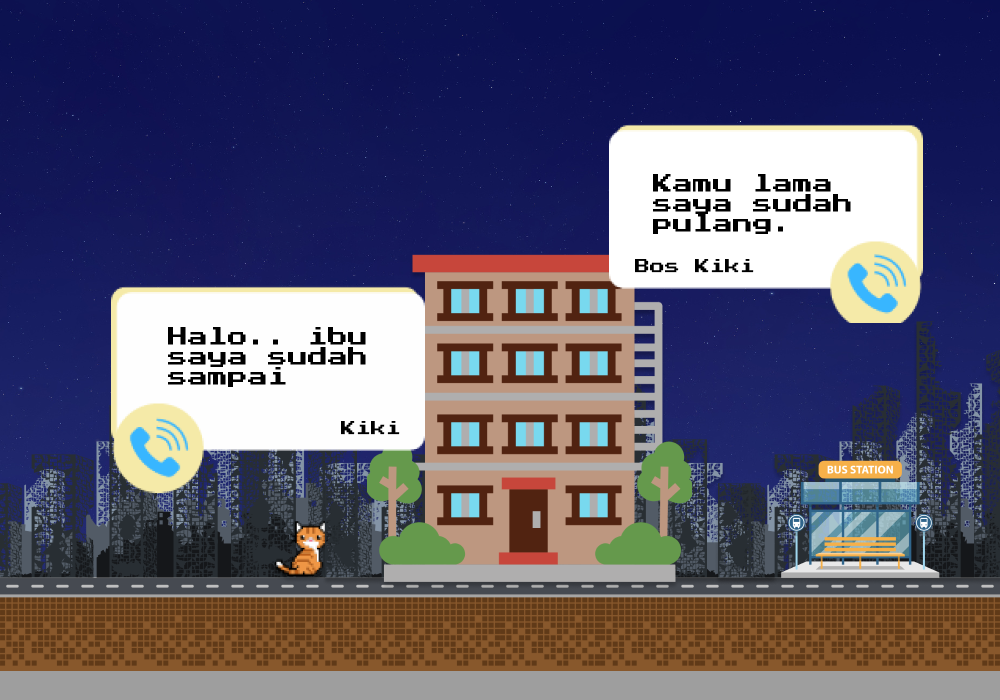 Halo.. ibu
saya sudah
sampai
Kiki
Kamu lama
saya sudah
pulang.
Bos Kiki
BUS STATION